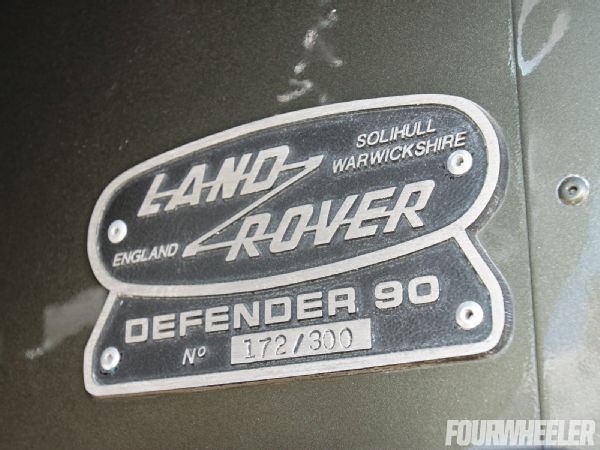 SOLIHULL
WARWICKSHIRE
LAND
ROVER
ENGLAND
DEFENDER 90
Nº 172/300
FOURWHEELER